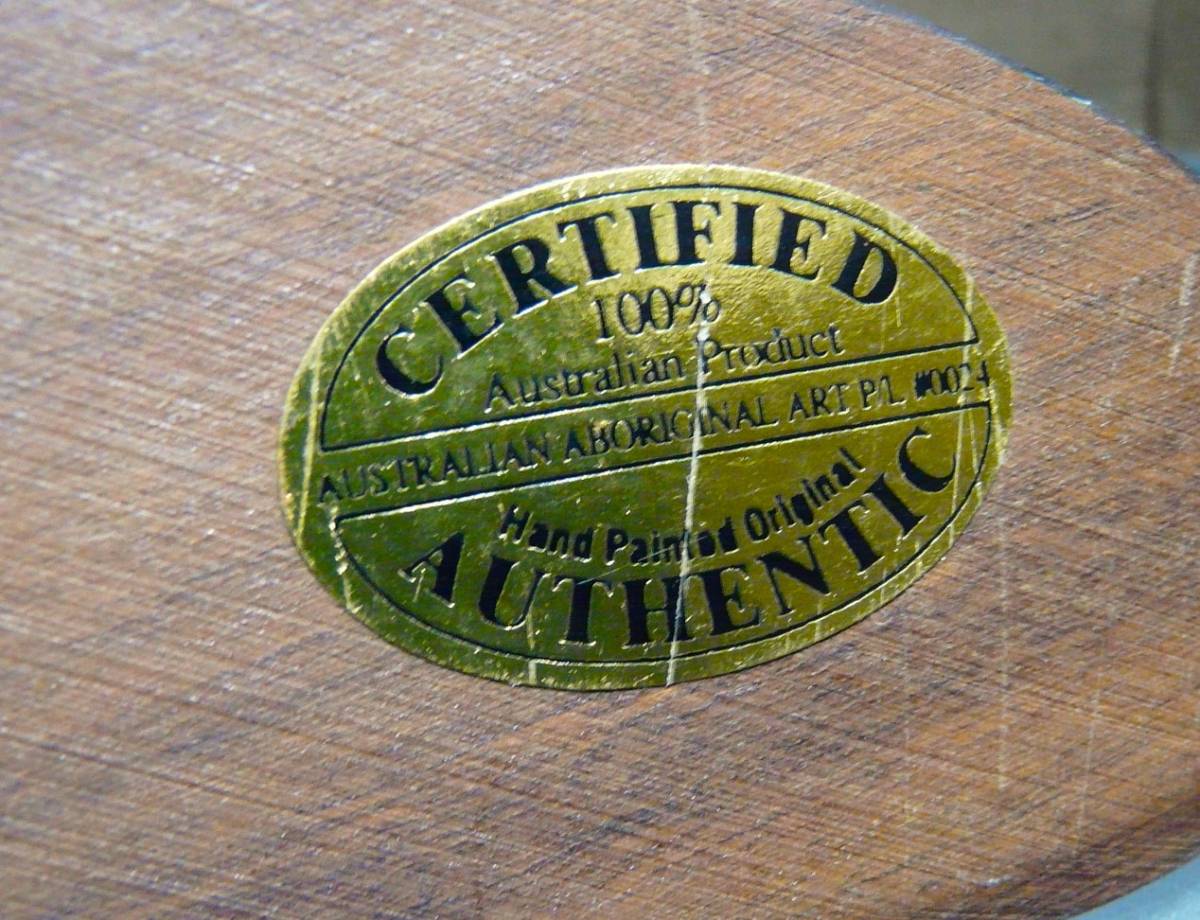 CERTIFIED
100%
Australian Product
AUSTRALIAN ABORIGINAL ART P/L #0024
Hand Painted Original
AUTHENTIC